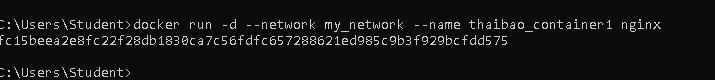 C:\Users\Student>docker run -d --network my_network --name thaibao_container1 nginx
fc15beea2e8fc22f28db1830ca7c56fdfc657288621ed985c9b3f929bcfdd575
C:\Users\Student>